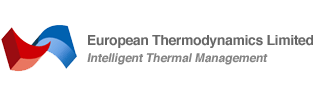 European Thermodynamics Limited
Intelligent Thermal Management